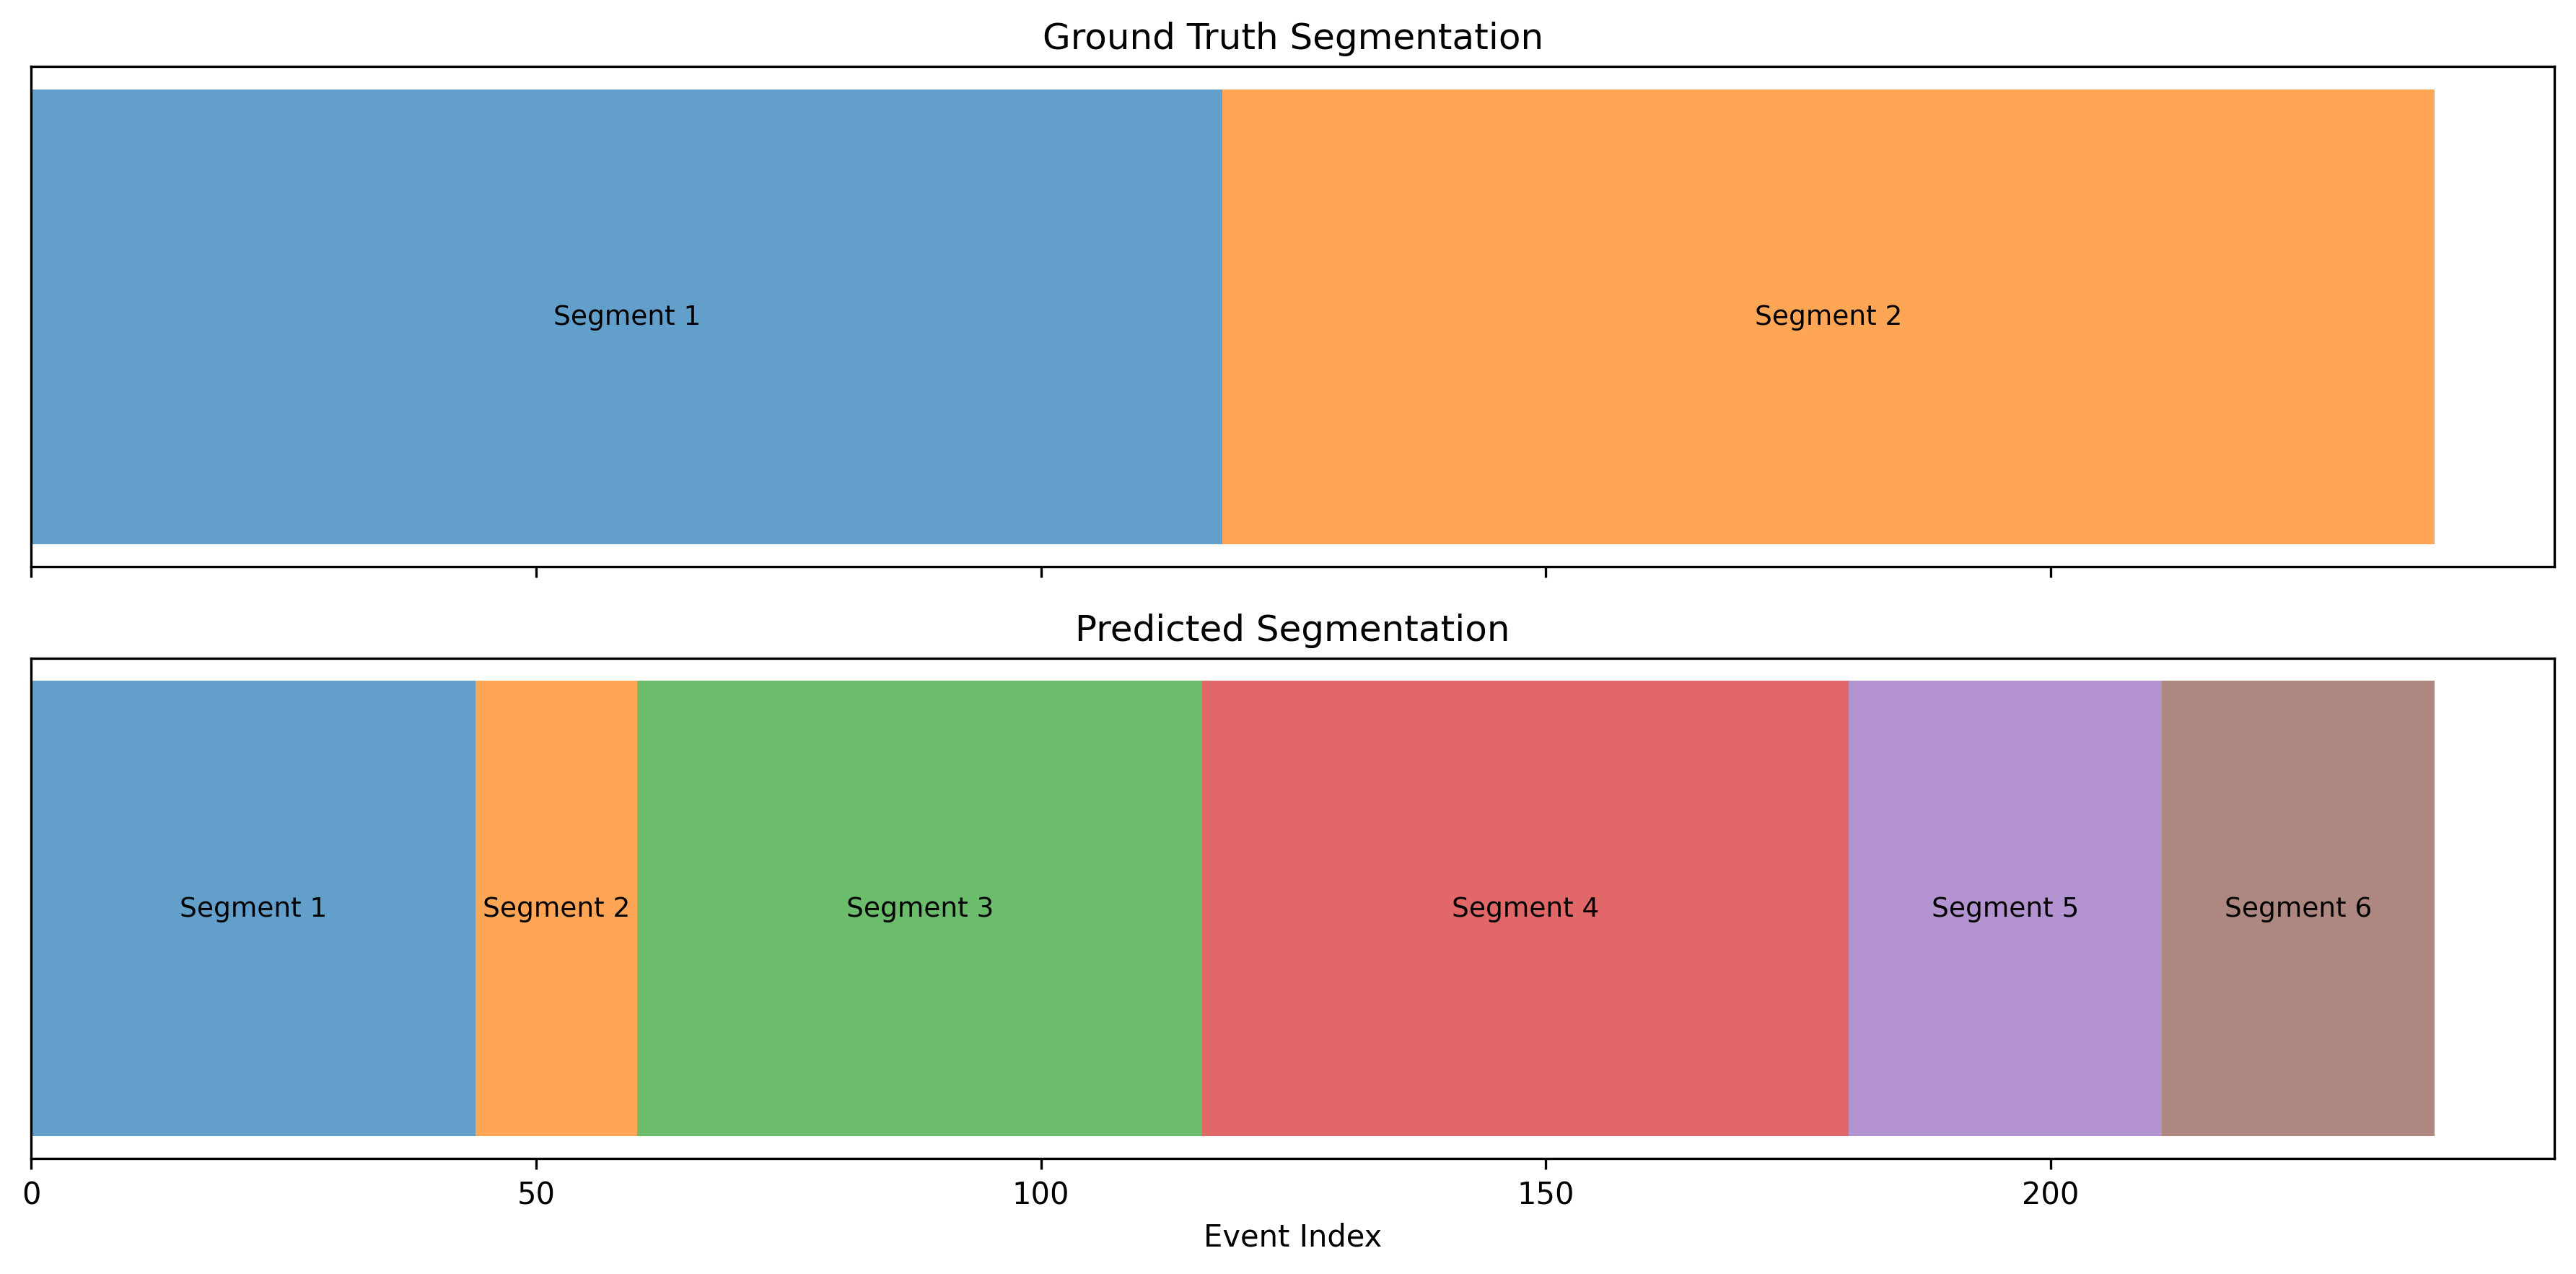 Ground Truth Segmentation
Segment 1 Segment 2
Predicted Segmentation
Segment 1 Segment 2 Segment 3 Segment 4 Segment 5 Segment 6
0 50 100 150 200
Event Index